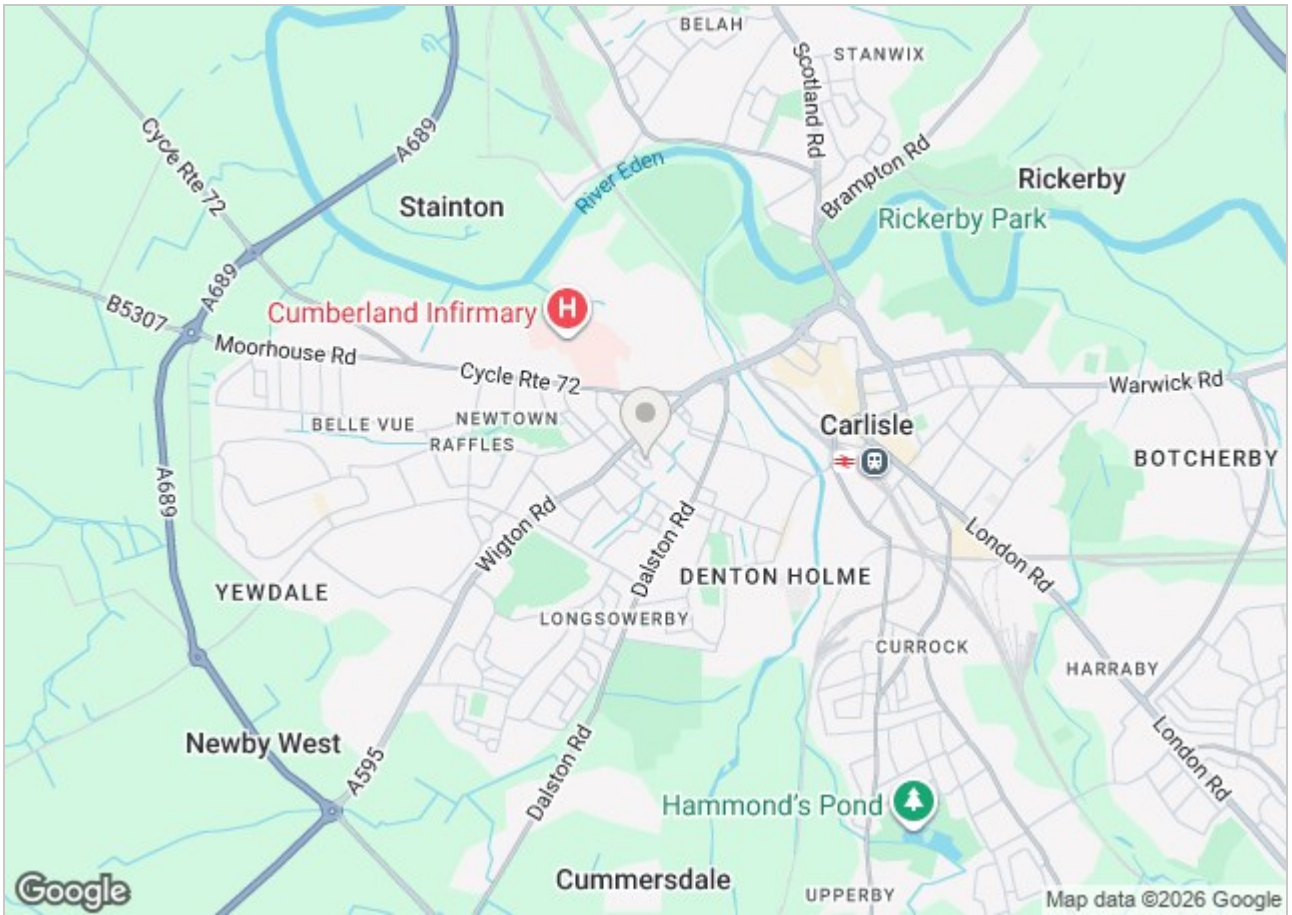 BELAH
STANWIX
Scotland Rd
A689
Cycle Rte 72
Brampton Rd
River Eden
Rickerby
Stainton
Rickerby Park
A689
B5307
Cumberland Infirmary
H
Moorhouse Rd
Cycle Rte 72
Warwick Rd
BELLE VUE
NEWTOWN
Carlisle
RAFFLES
BOTCHERBY
A689
Wigton Rd
Dalston Rd
London Rd
DENTON HOLME
YEWDALE
LONGSOWERBY
CURROCK
HARRABY
Newby West
A595
Dalston Rd
London Rd
Hammond's Pond
Cummersdale
UPPERBY
Google
Map data ©2026 Google